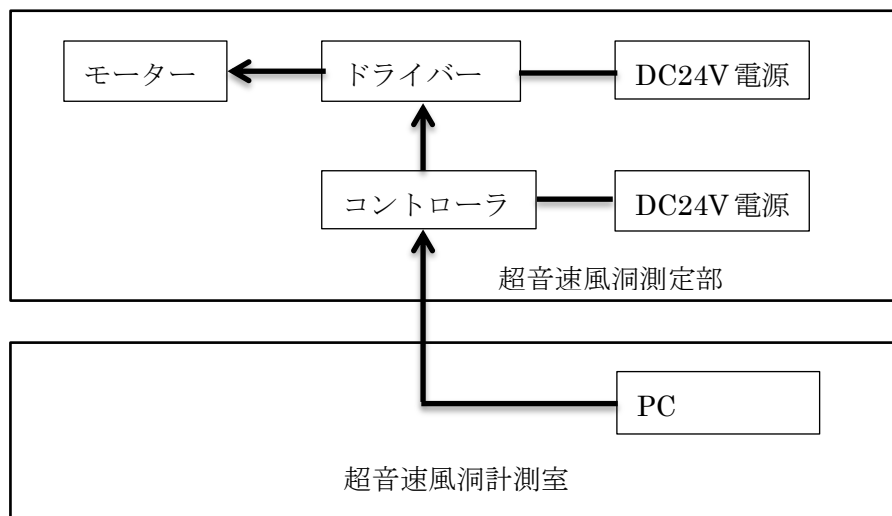 モーター
ドライバー
DC24V 電源
コントローラ
DC24V 電源
超音速風洞測定部
PC
超音速風洞計測室